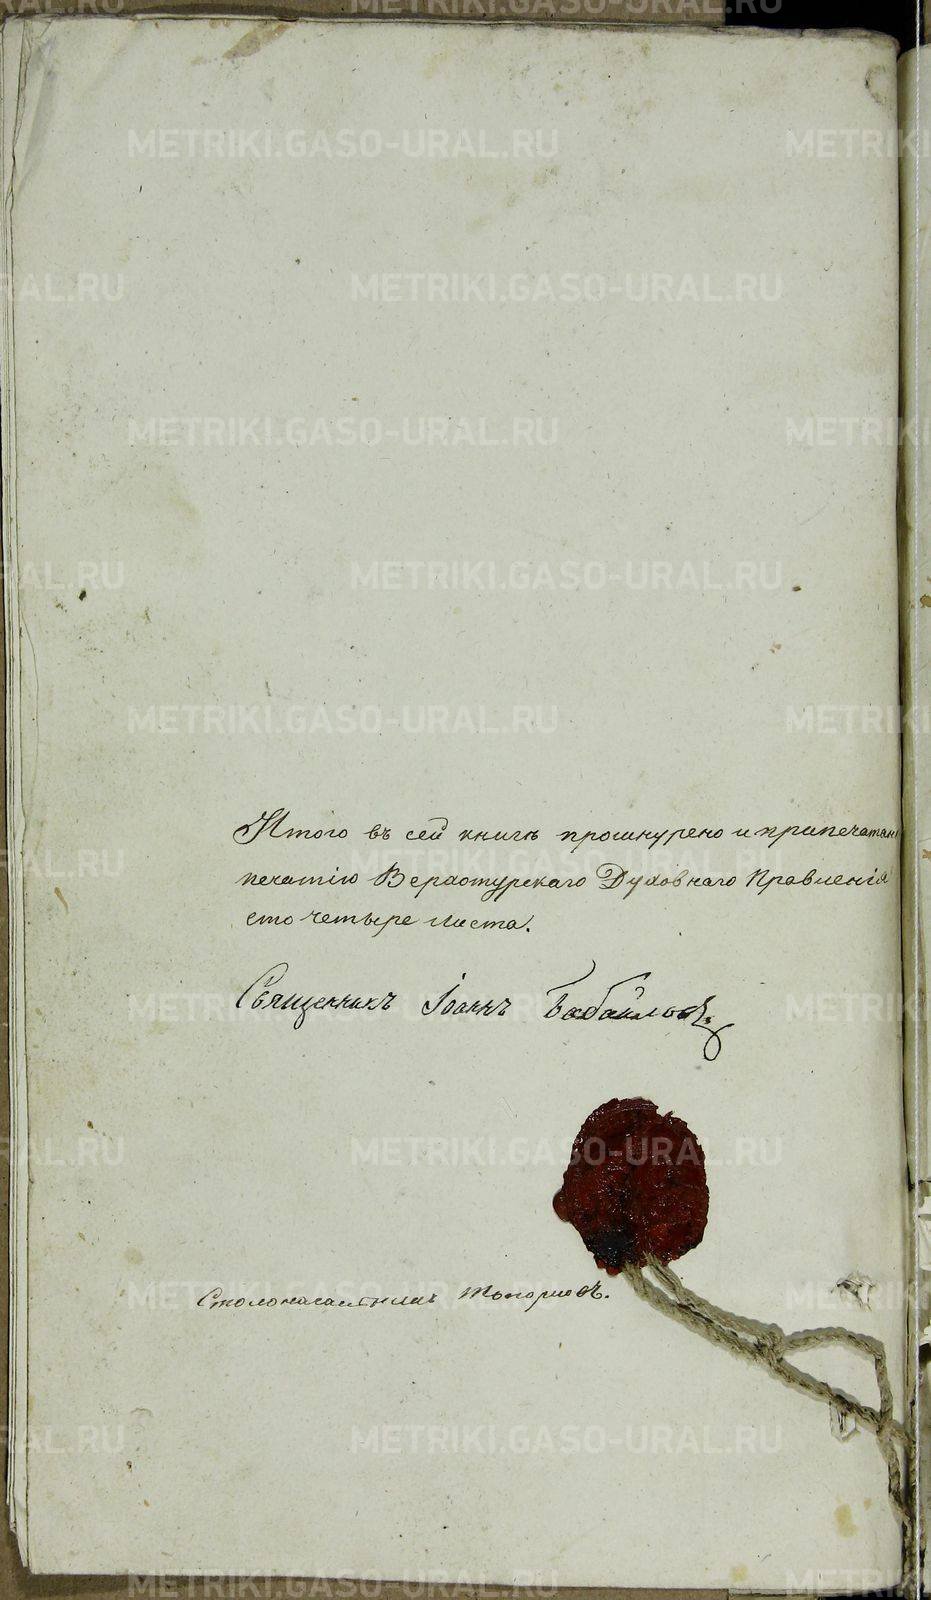 Итого въ сей книгѣ прошнурено и припечатано
печатію Верхотурскаго Духовнаго Правленія
сто четыре листа.
Священникъ Іоаннъ Бабайловъ
Столоначальникъ Топорковъ.
METRIKI.GASO-URAL.RU